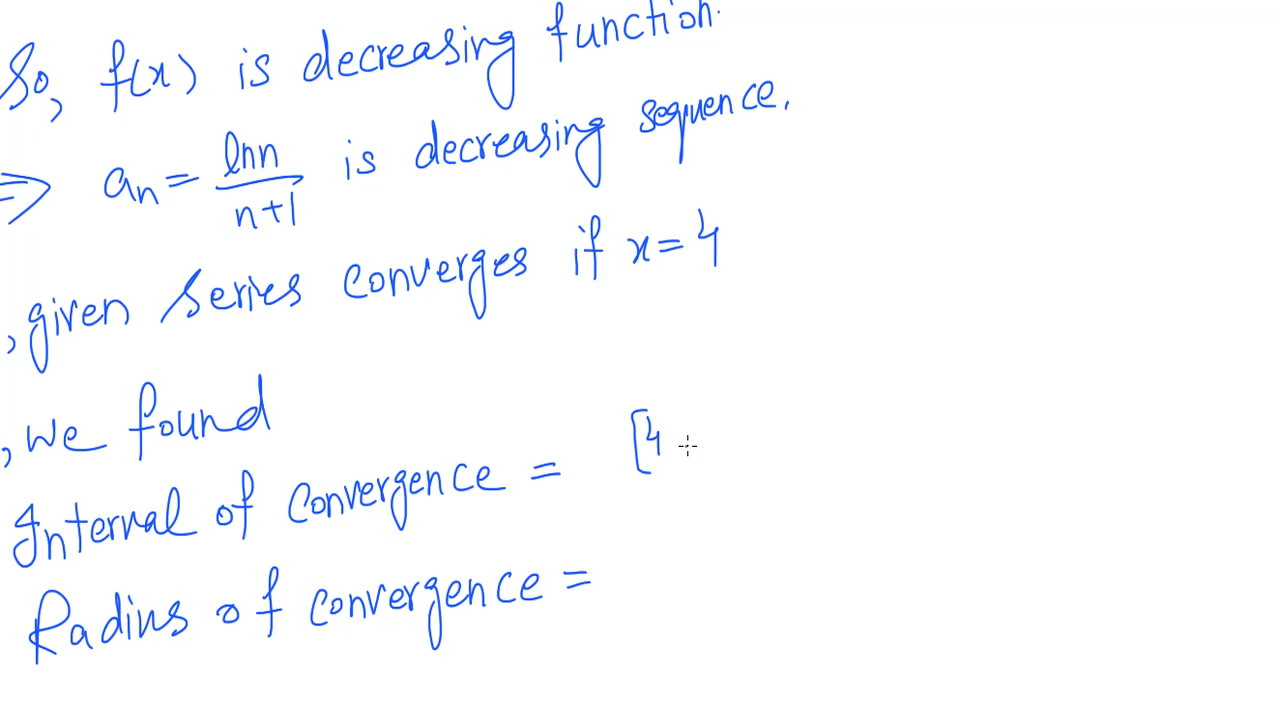 So, f(x) is decreasing function.
⇒ aₙ = ln n / n+1 is decreasing sequence.
, given series converges if x = 4
, we found
Interval of convergence = [4
Radius of convergence =